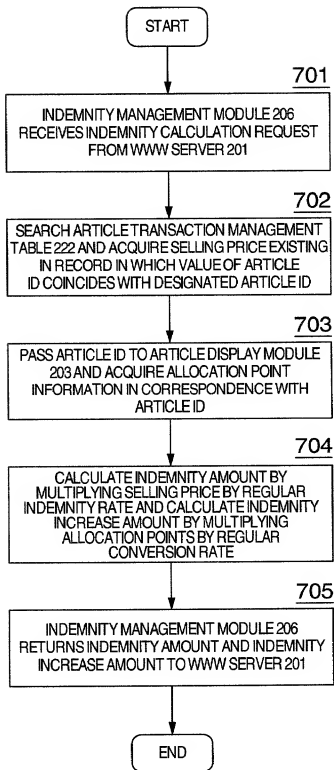 START
701
INDEMNITY MANAGEMENT MODULE 206
RECEIVES INDEMNITY CALCULATION REQUEST
FROM WWW SERVER 201
702
SEARCH ARTICLE TRANSACTION MANAGEMENT
TABLE 222 AND ACQUIRE SELLING PRICE EXISTING
IN RECORD IN WHICH VALUE OF ARTICLE
ID COINCIDES WITH DESIGNATED ARTICLE ID
703
PASS ARTICLE ID TO ARTICLE DISPLAY MODULE
203 AND ACQUIRE ALLOCATION POINT
INFORMATION IN CORRESPONDENCE WITH
ARTICLE ID
704
CALCULATE INDEMNITY AMOUNT BY
MULTIPLYING SELLING PRICE BY REGULAR
INDEMNITY RATE AND CALCULATE INDEMNITY
INCREASE AMOUNT BY MULTIPLYING
ALLOCATION POINTS BY REGULAR
CONVERSION RATE
705
INDEMNITY MANAGEMENT MODULE 206
RETURNS INDEMNITY AMOUNT AND INDEMNITY
INCREASE AMOUNT TO WWW SERVER 201
END